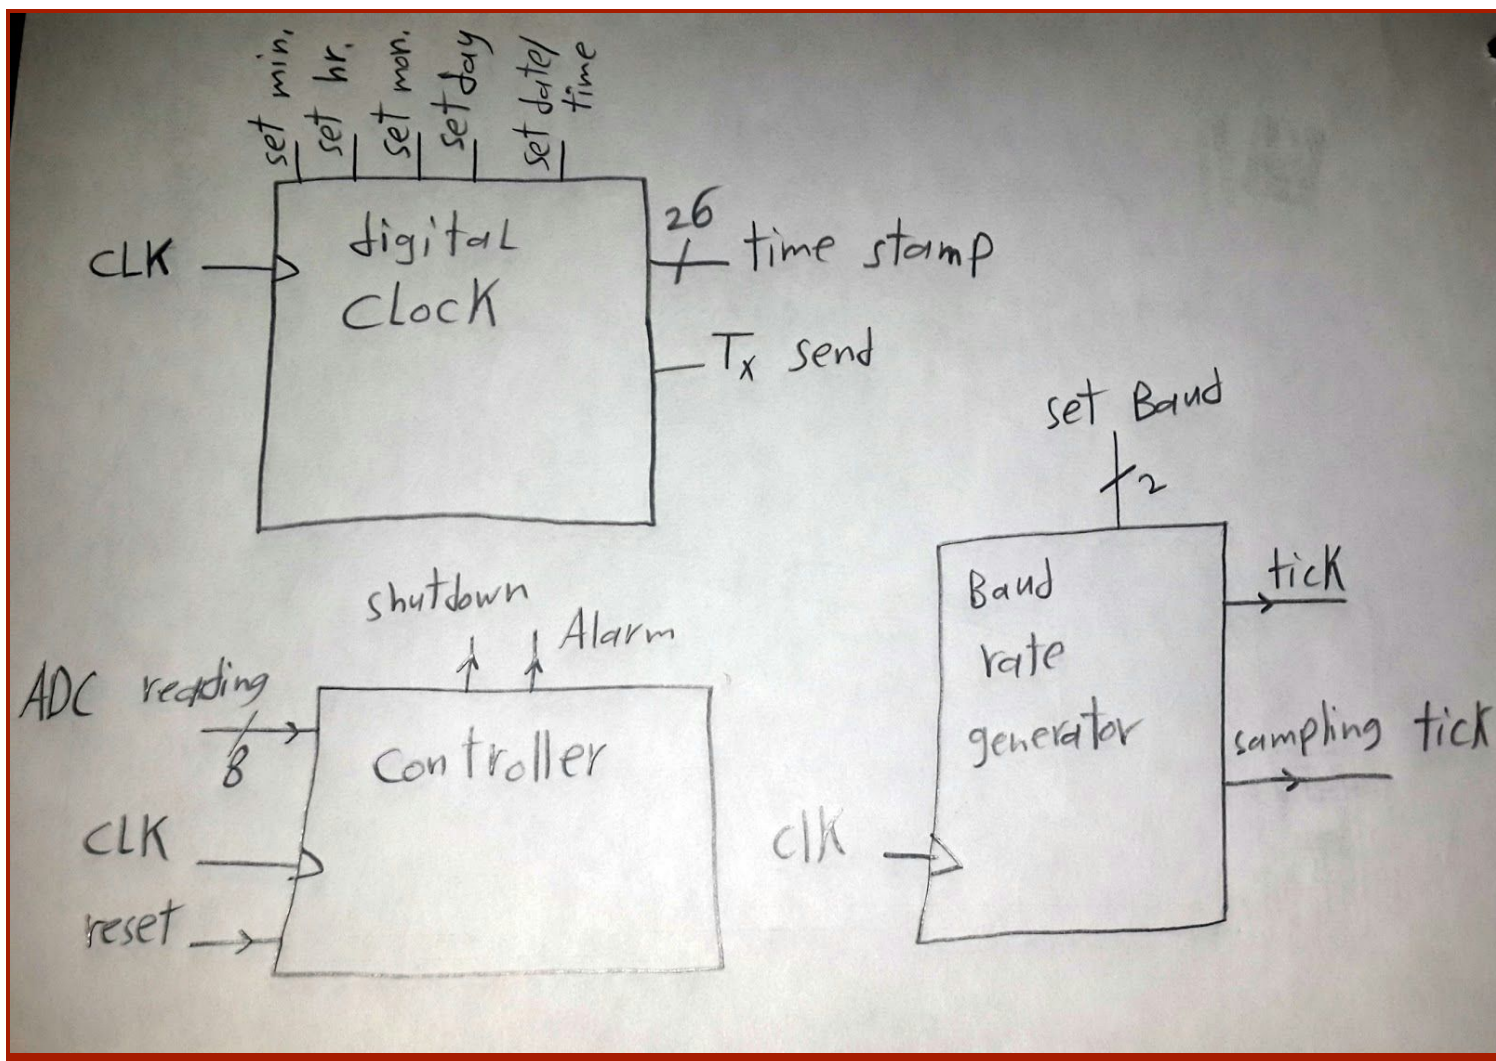 set min.
set hr.
set mon.
set day
set date/
time
CLK
digital
Clock
26
time stamp
Tx send
set Baud
2
Baud
rate
generator
tick
sampling tick
clk
shutdown
Alarm
ADC reading
8
controller
CLK
reset